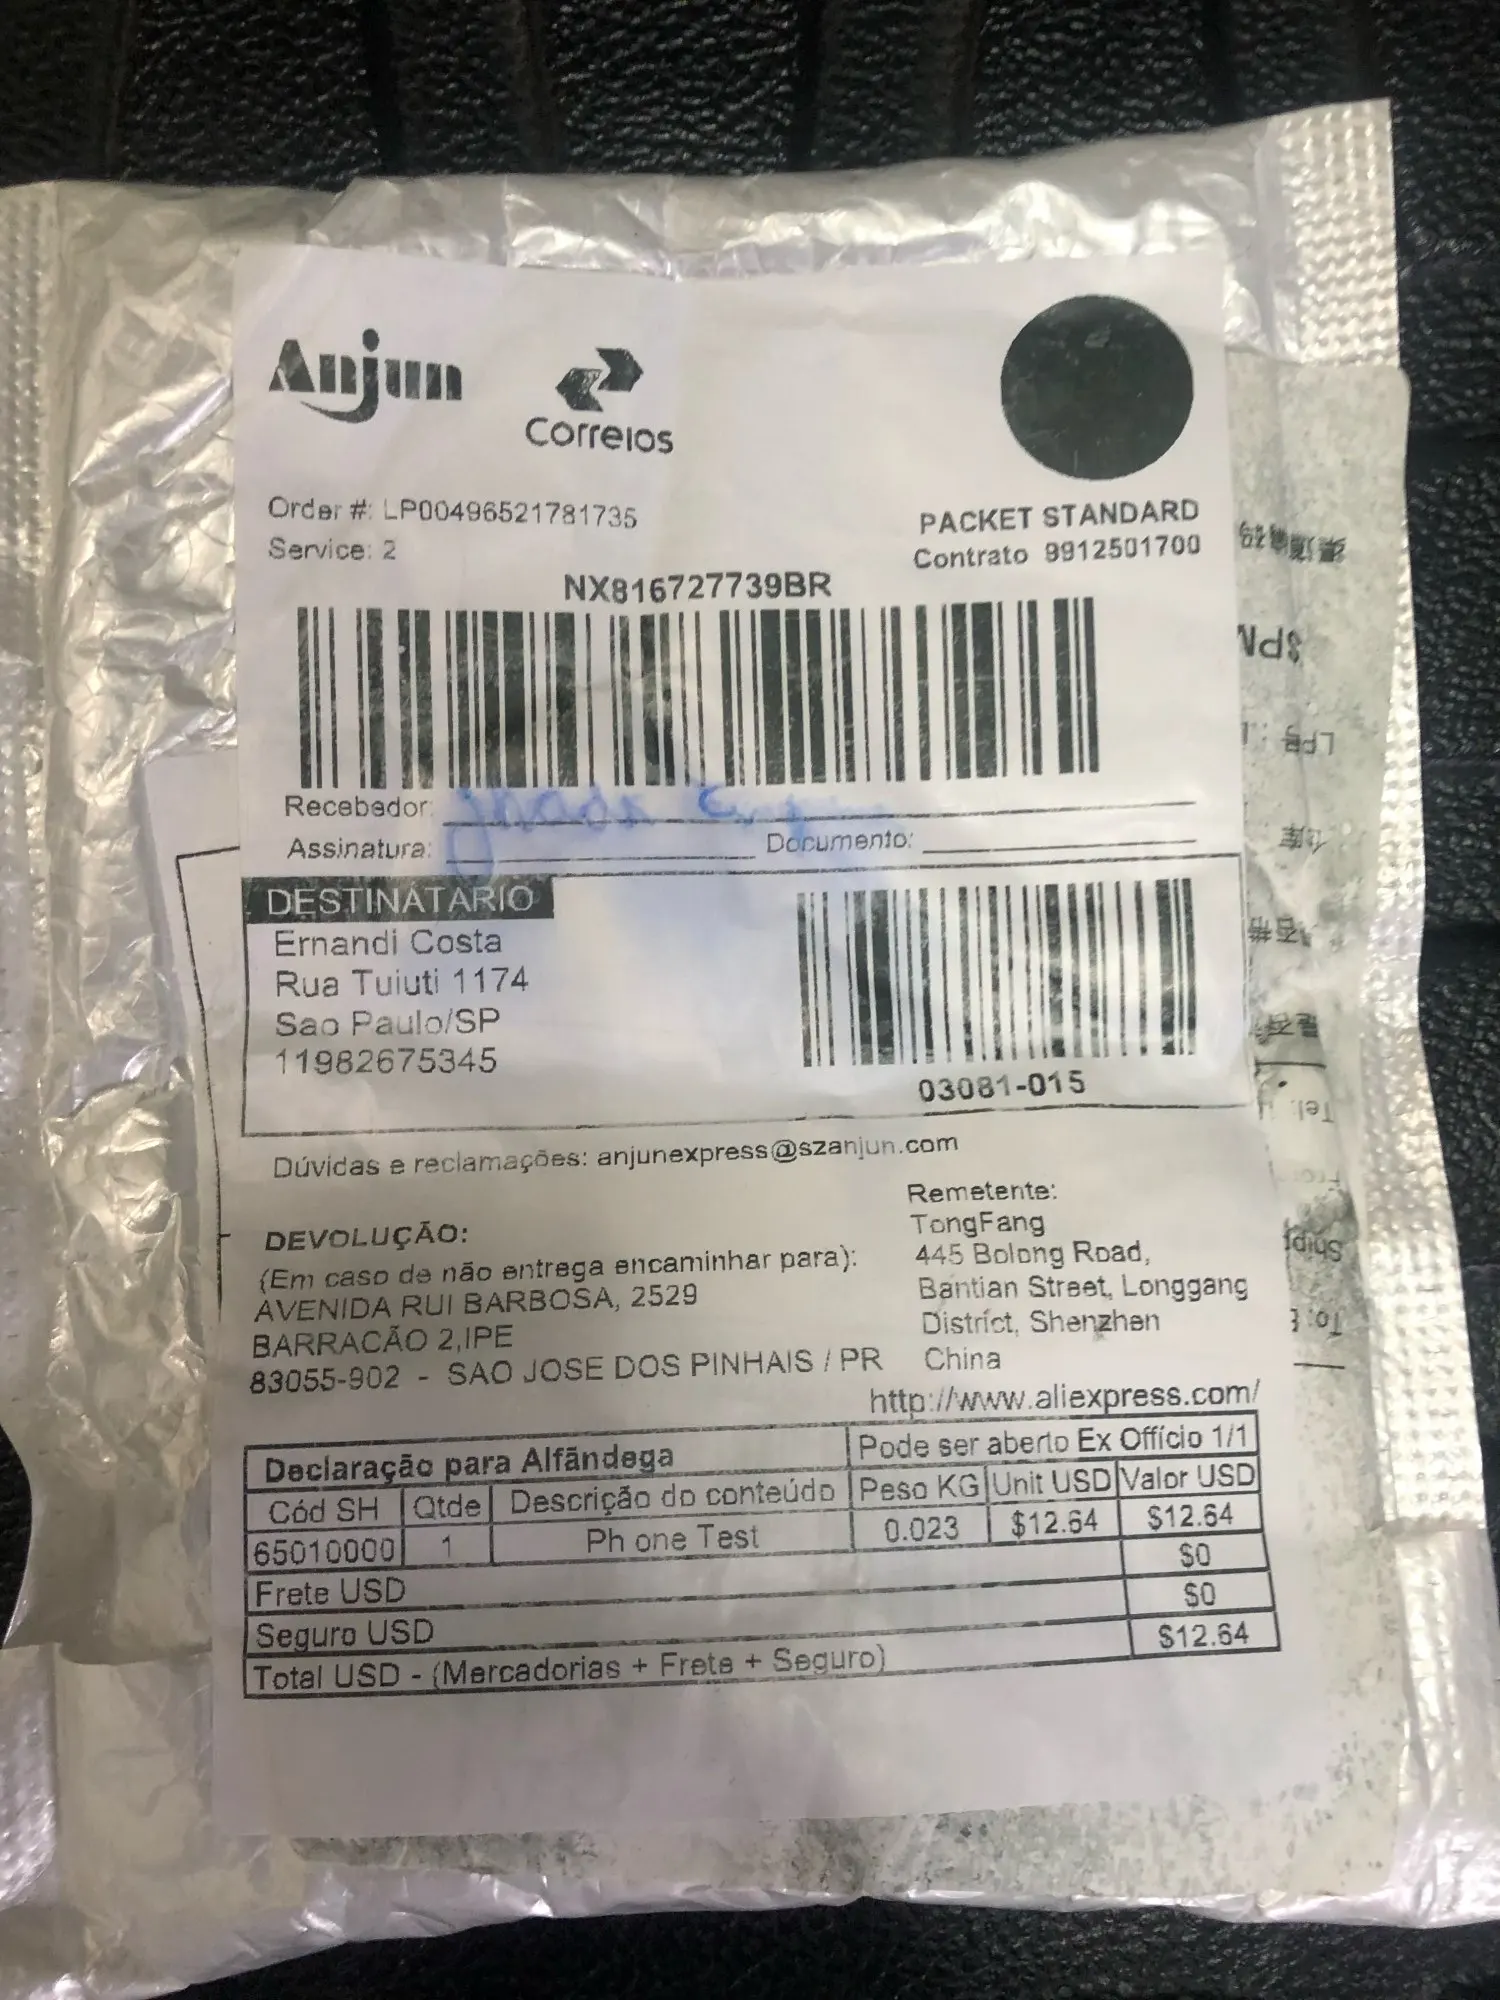 Anjun
Correios
Order #: LP00496521781735
PACKET STANDARD
Service: 2
Contrato 9912501700
NX816727739BR
Recebedor:
Assinatura: Documento:
DESTINATARIO
Ernandi Costa
Rua Tuiuti 1174
Sao Paulo/SP
11982675345
03081-015
Dúvidas e reclamações: anjunexpress@szanjun.com
DEVOLUÇÃO:
(Em caso de não entrega encaminhar para):
AVENIDA RUI BARBOSA, 2529
BARRACÃO 2,IPE
83055-902 - SAO JOSE DOS PINHAIS / PR
Remetente:
TongFang
445 Bolong Road,
Bantian Street, Longgang
District, Shenzhen
China
http://www.aliexpress.com/
Declaração para Alfândega Pode ser aberto Ex Offício 1/1
Cód SH Qtde Descrição do conteúdo Peso KG Unit USD Valor USD
65010000 1 Ph one Test 0.023 $12.64 $12.64
Frete USD $0
Seguro USD $0
Total USD - (Mercadorias + Frete + Seguro) $12.64